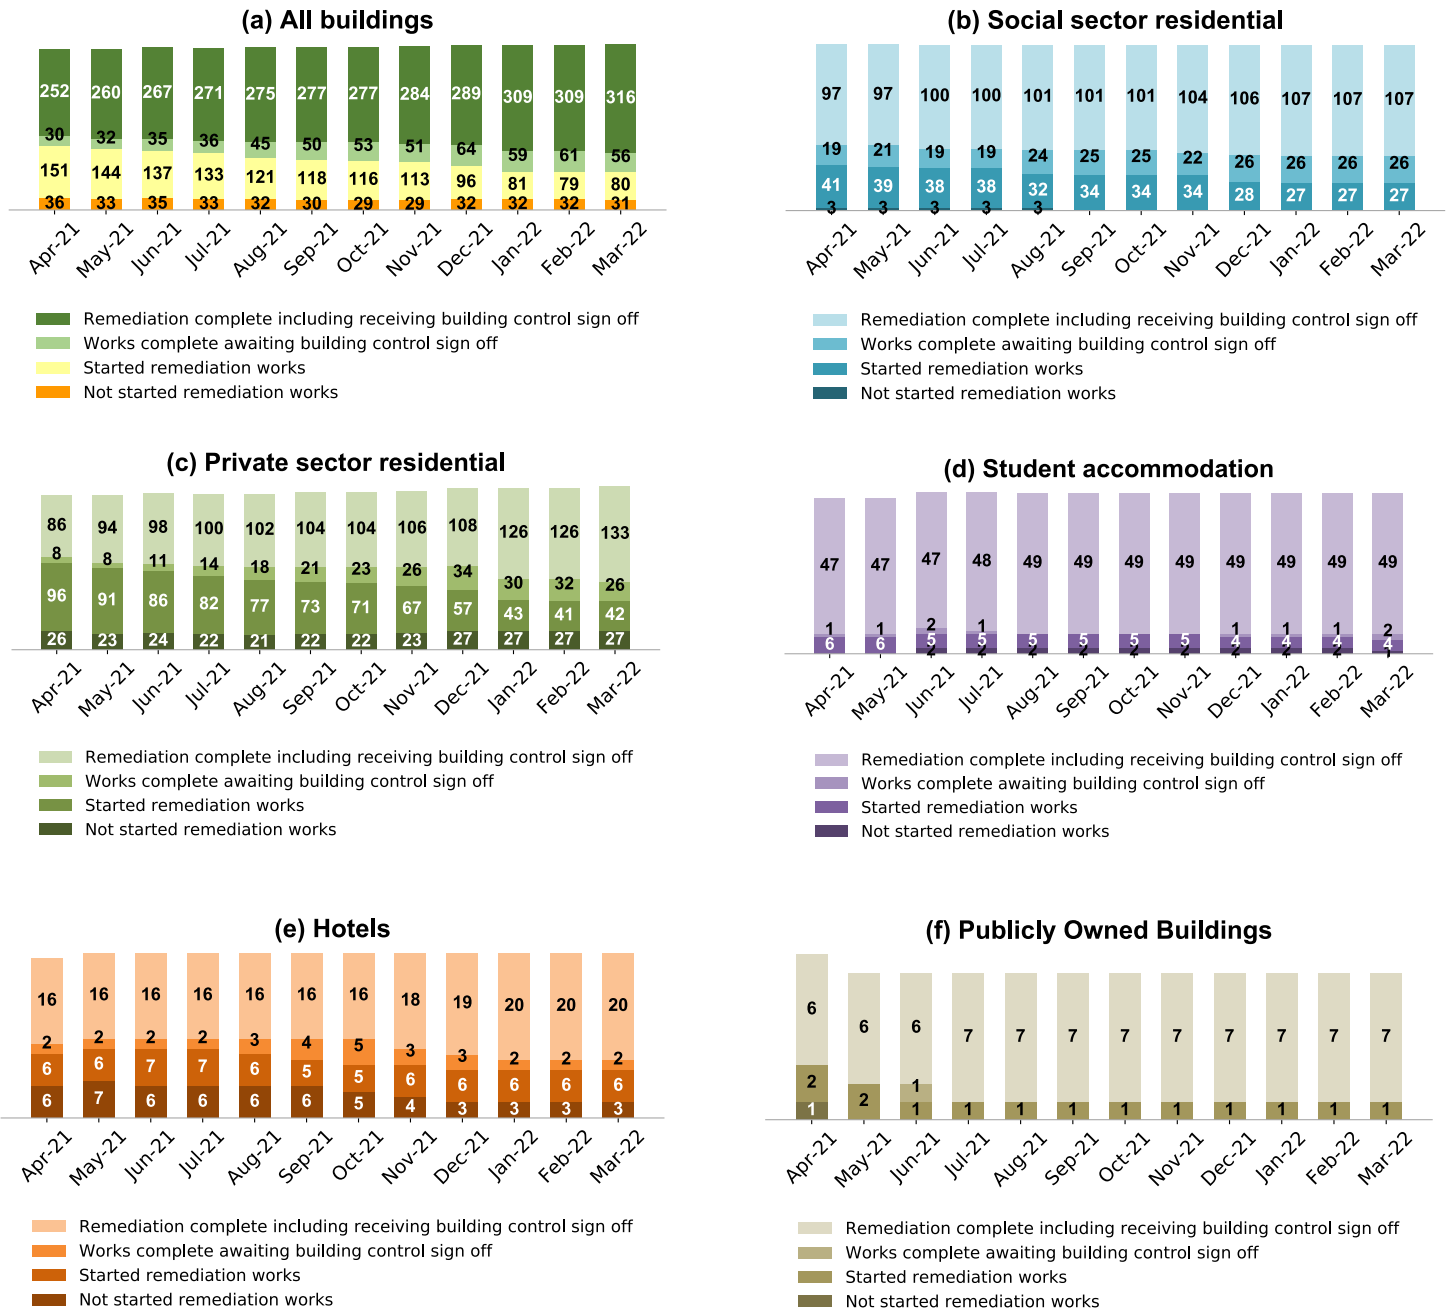 (a) All buildings
252 260 267 271 275 277 277 284 289 309 309 316
30 32 35 36 45 50 53 51 64 59 61 56
151 144 137 133 121 118 116 113 96 81 79 80
36 33 35 33 32 30 29 29 32 32 32 31
Apr-21 May-21 Jun-21 Jul-21 Aug-21 Sep-21 Oct-21 Nov-21 Dec-21 Jan-22 Feb-22 Mar-22
Remediation complete including receiving building control sign off
Works complete awaiting building control sign off
Started remediation works
Not started remediation works
(b) Social sector residential
97 97 100 100 101 101 101 104 106 107 107 107
19 21 19 19 24 25 25 22 26 26 26 26
41 39 38 38 32 34 34 34 28 27 27 27
3 3 3 3 3
Apr-21 May-21 Jun-21 Jul-21 Aug-21 Sep-21 Oct-21 Nov-21 Dec-21 Jan-22 Feb-22 Mar-22
Remediation complete including receiving building control sign off
Works complete awaiting building control sign off
Started remediation works
Not started remediation works
(c) Private sector residential
86 94 98 100 102 104 104 106 108 126 126 133
8 8 11 14 18 21 23 26 34 30 32 26
96 91 86 82 77 73 71 67 57 43 41 42
26 23 24 22 21 22 22 23 27 27 27 27
Apr-21 May-21 Jun-21 Jul-21 Aug-21 Sep-21 Oct-21 Nov-21 Dec-21 Jan-22 Feb-22 Mar-22
Remediation complete including receiving building control sign off
Works complete awaiting building control sign off
Started remediation works
Not started remediation works
(d) Student accommodation
47 47 47 48 49 49 49 49 49 49 49 49
1 1 2 1 1 1 1 2
6 6 5 5 5 5 5 5 4 4 4 4
2 2 2 2 2 2 2 2 2 1
Apr-21 May-21 Jun-21 Jul-21 Aug-21 Sep-21 Oct-21 Nov-21 Dec-21 Jan-22 Feb-22 Mar-22
Remediation complete including receiving building control sign off
Works complete awaiting building control sign off
Started remediation works
Not started remediation works
(e) Hotels
16 16 16 16 16 16 16 18 19 20 20 20
2 2 2 2 3 4 5 3 3 2 2 2
6 6 7 7 6 5 5 6 6 6 6 6
6 7 6 6 6 6 5 4 3 3 3 3
Apr-21 May-21 Jun-21 Jul-21 Aug-21 Sep-21 Oct-21 Nov-21 Dec-21 Jan-22 Feb-22 Mar-22
Remediation complete including receiving building control sign off
Works complete awaiting building control sign off
Started remediation works
Not started remediation works
(f) Publicly Owned Buildings
6 6 6 7 7 7 7 7 7 7 7 7
1
2 2 1 1 1 1 1 1 1 1 1 1
1
Apr-21 May-21 Jun-21 Jul-21 Aug-21 Sep-21 Oct-21 Nov-21 Dec-21 Jan-22 Feb-22 Mar-22
Remediation complete including receiving building control sign off
Works complete awaiting building control sign off
Started remediation works
Not started remediation works